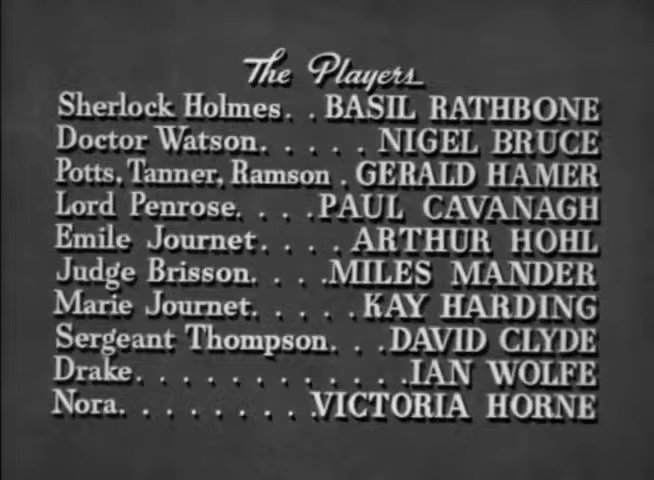 The Players
Sherlock Holmes. . BASIL RATHBONE
Doctor Watson. . . . . NIGEL BRUCE
Potts, Tanner, Ramson . GERALD HAMER
Lord Penrose. . . . PAUL CAVANAGH
Emile Journet. . . . ARTHUR HOHL
Judge Brisson. . . .MILES MANDER
Marie Journet. . . . . KAY HARDING
Sergeant Thompson. . . DAVID CLYDE
Drake. . . . . . . . . . . . .IAN WOLFE
Nora. . . . . . . . .VICTORIA HORNE